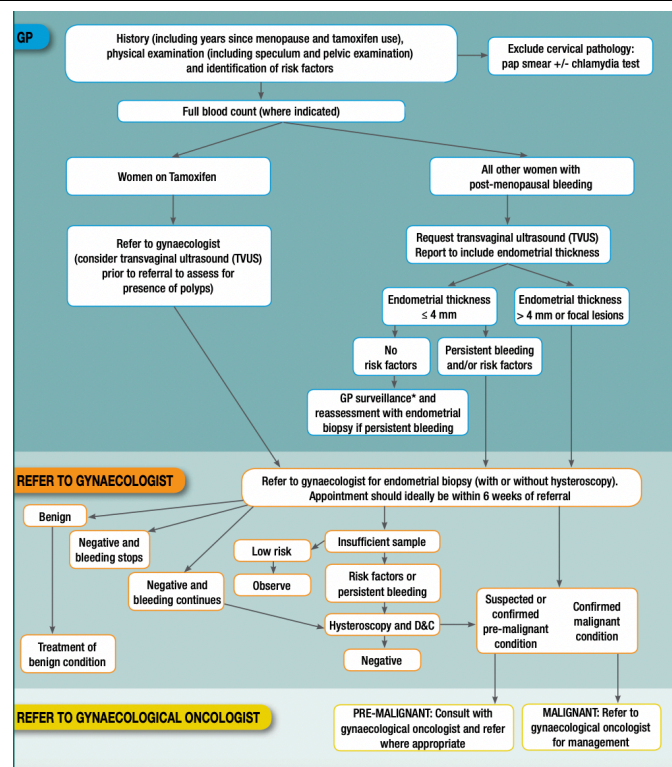 GP
History (including years since menopause and tamoxifen use),
physical examination (including speculum and pelvic examination)
and identification of risk factors
Exclude cervical pathology:
pap smear +/- chlamydia test
Full blood count (where indicated)
Women on Tamoxifen
All other women with
post-menopausal bleeding
Refer to gynaecologist
(consider transvaginal ultrasound (TVUS)
prior to referral to assess for
presence of polyps)
Request transvaginal ultrasound (TVUS)
Report to include endometrial thickness
Endometrial thickness
≤ 4 mm
Endometrial thickness
> 4 mm or focal lesions
No
risk factors
Persistent bleeding
and/or risk factors
GP surveillance* and
reassessment with endometrial
biopsy if persistent bleeding
REFER TO GYNAECOLOGIST
Refer to gynaecologist for endometrial biopsy (with or without hysteroscopy).
Appointment should ideally be within 6 weeks of referral
Benign
Negative and
bleeding stops
Negative and
bleeding continues
Low risk
Observe
Insufficient sample
Risk factors or
persistent bleeding
Hysteroscopy and D&C
Negative
Suspected or
confirmed
pre-malignant
condition
Confirmed
malignant
condition
Treatment of
benign condition
REFER TO GYNAECOLOGICAL ONCOLOGIST
PRE-MALIGNANT: Consult with
gynaecological oncologist and refer
where appropriate
MALIGNANT: Refer to
gynaecological oncologist
for management